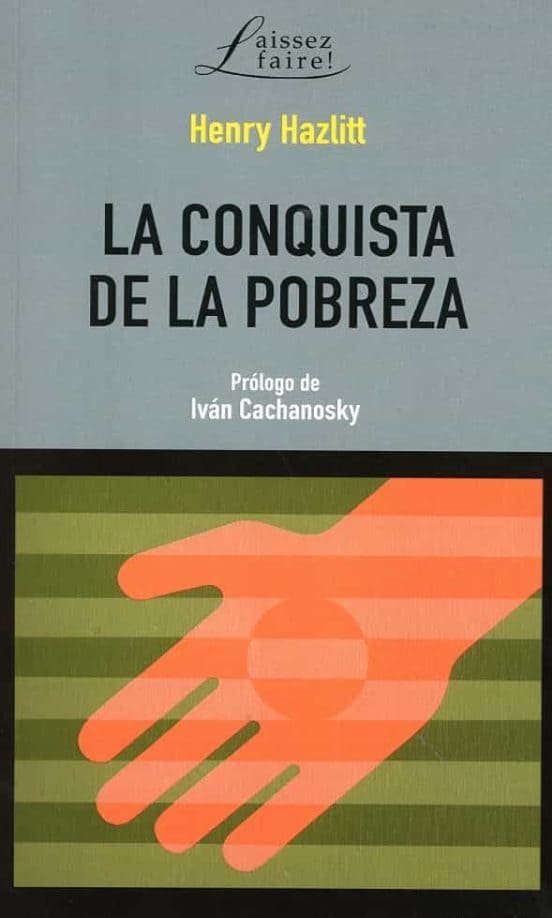 Laissez
faire!
Henry Hazlitt
LA CONQUISTA
DE LA POBREZA
Prólogo de
Iván Cachanosky